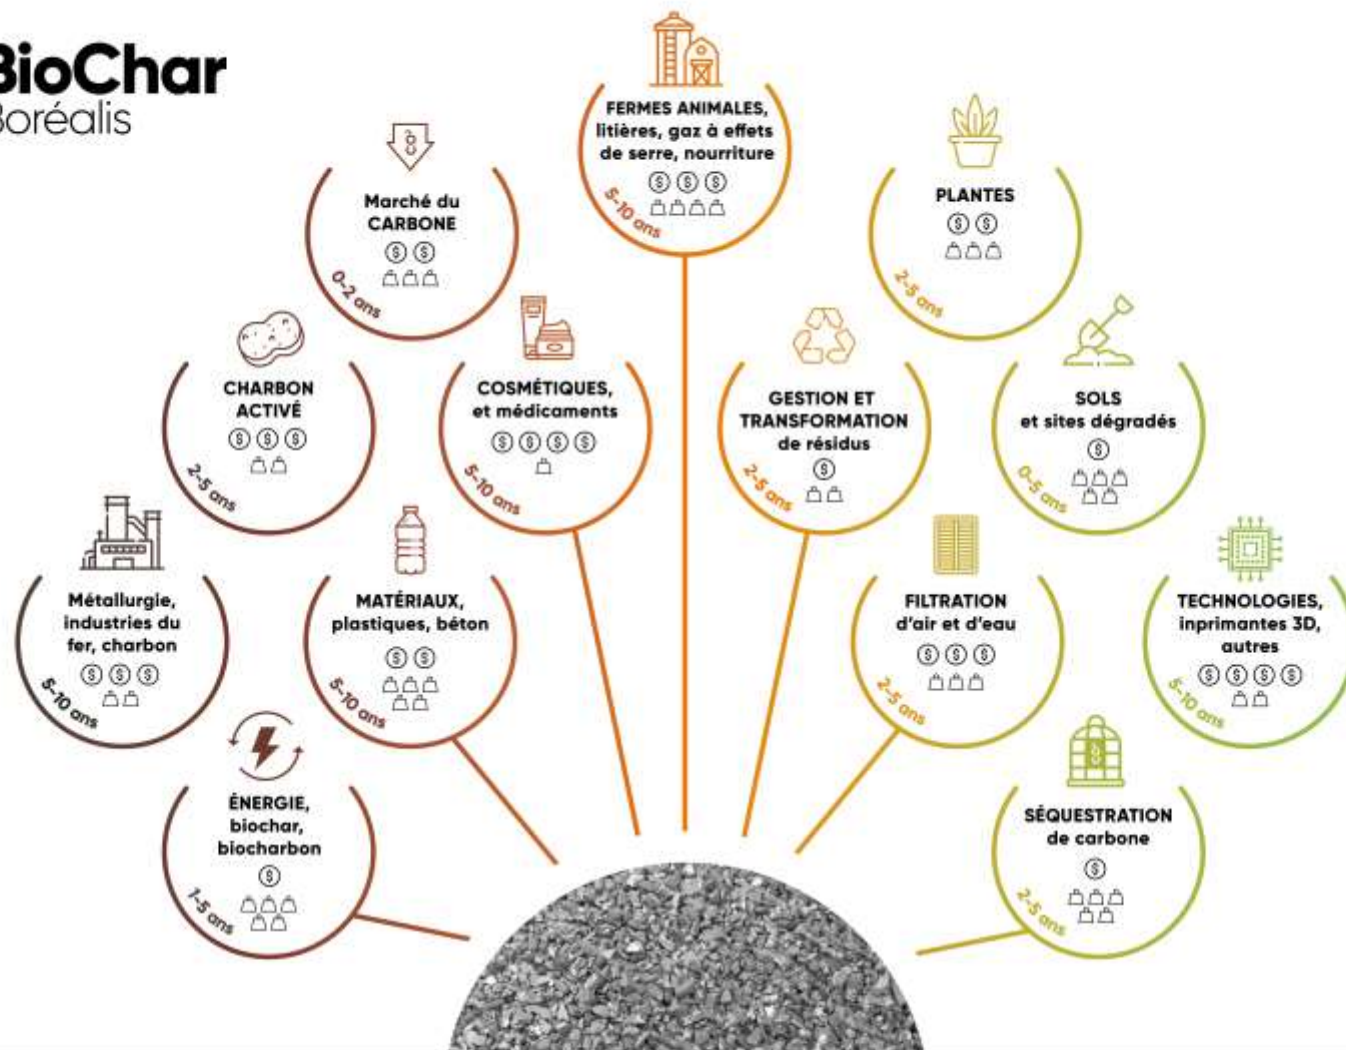 BioChar
Boréalis
FERMES ANIMALES,
litières, gaz à effets
de serre, nourriture
5-10 ans
Marché du
CARBONE
0-2 ans
PLANTES
2-5 ans
CHARBON
ACTIVÉ
2-5 ans
COSMÉTIQUES,
et médicaments
5-10 ans
GESTION ET
TRANSFORMATION
de résidus
2-5 ans
SOLS
et sites dégradés
0-5 ans
Métallurgie,
industries du
fer, charbon
5-10 ans
MATÉRIAUX,
plastiques, béton
5-10 ans
FILTRATION
d'air et d'eau
2-5 ans
TECHNOLOGIES,
inprimantes 3D,
autres
5-10 ans
ÉNERGIE,
biochar,
biocharbon
1-5 ans
SÉQUESTRATION
de carbone
2-5 ans